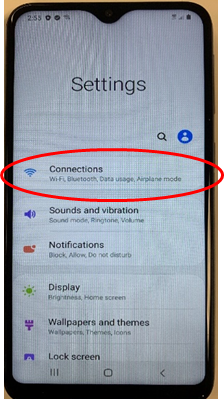 2:55
Settings
Connections
Wi-Fi, Bluetooth, Data usage, Airplane mode
Sounds and vibration
Sound mode, Ringtone, Volume
Notifications
Block, Allow, Do not disturb
Display
Brightness, Home screen
Wallpapers and themes
Wallpapers, Themes, Icons
Lock screen